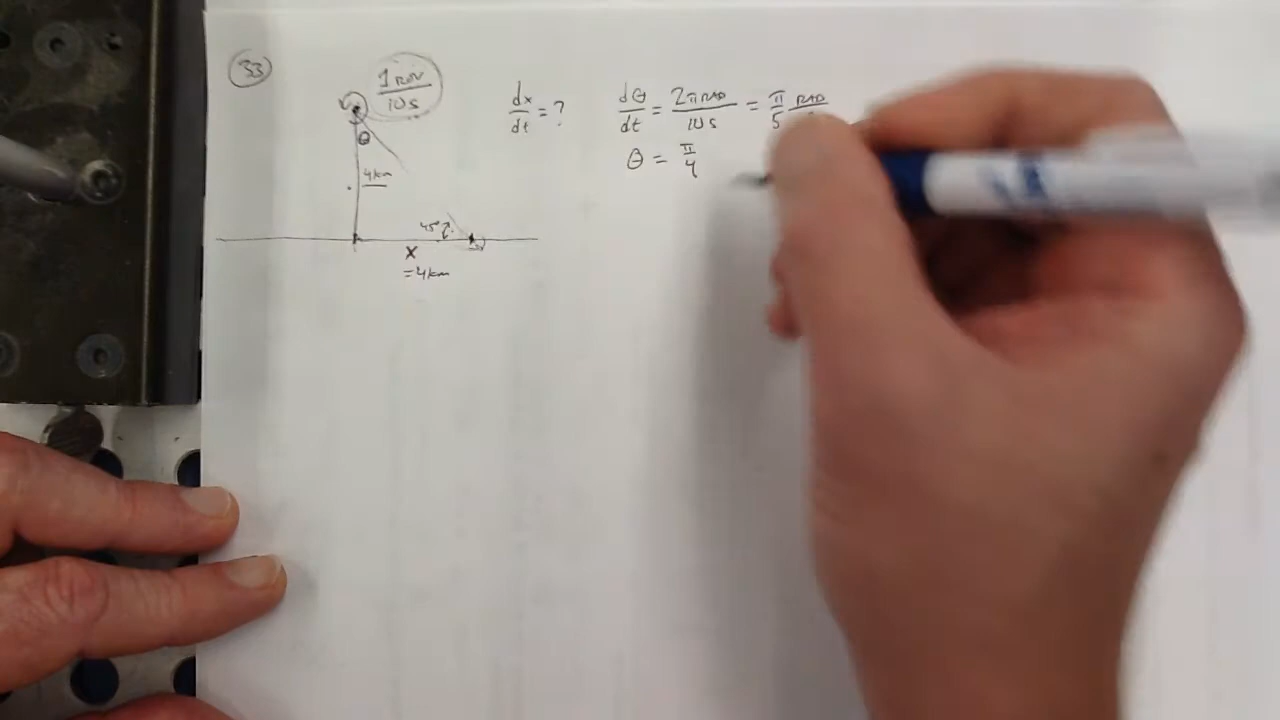 33
1 REV / 10 s
θ
4 km
45°
x
= 4 km
dx/dt = ?
dθ/dt = 2π RAD / 10 s = π/5 RAD
θ = π/4